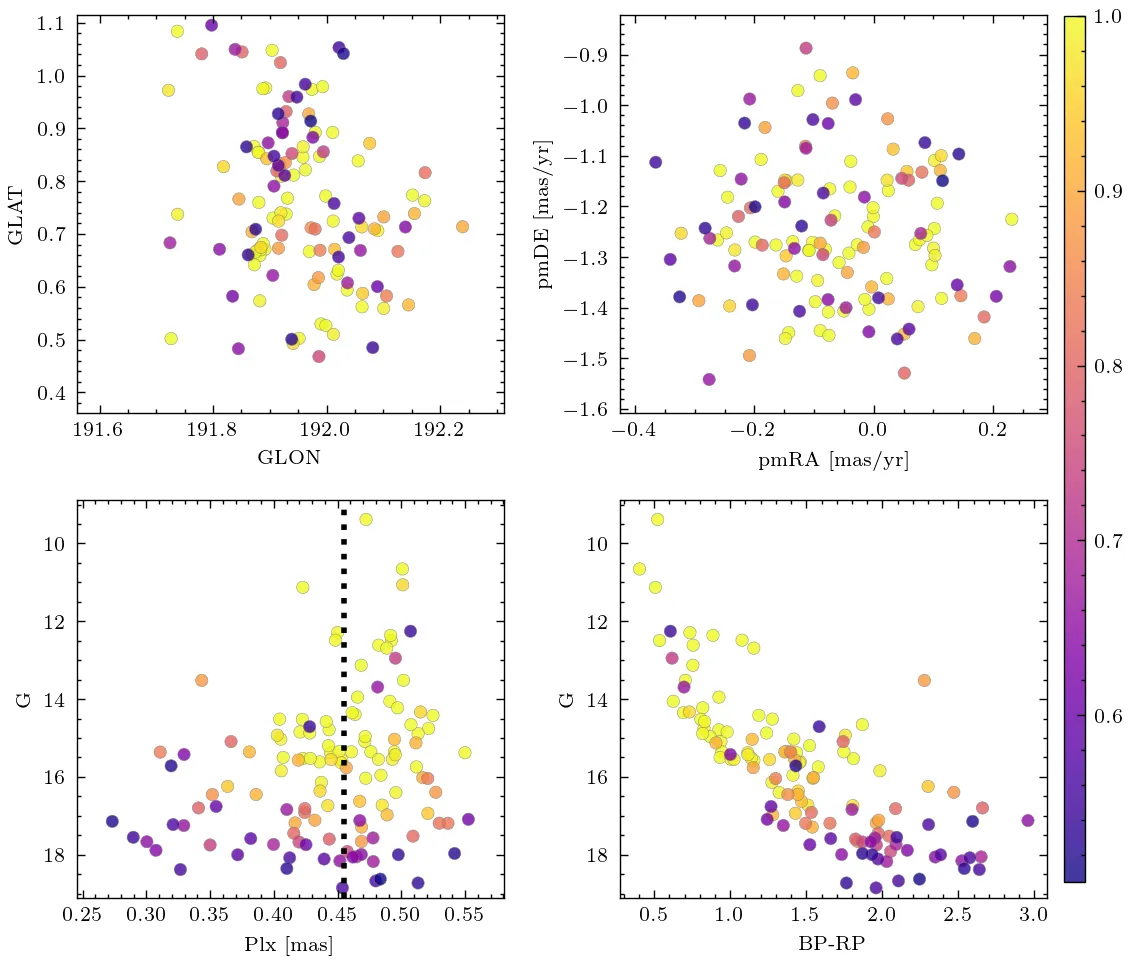 1.1
1.0
0.9
0.8
0.7
0.6
0.5
0.4
GLAT
191.6 191.8 192.0 192.2
GLON
−0.9
−1.0
−1.1
−1.2
−1.3
−1.4
−1.5
−1.6
pmDE [mas/yr]
−0.4 −0.2 0.0 0.2
pmRA [mas/yr]
10
12
14
16
18
G
0.25 0.30 0.35 0.40 0.45 0.50 0.55
Plx [mas]
10
12
14
16
18
G
0.5 1.0 1.5 2.0 2.5 3.0
BP-RP
1.0
0.9
0.8
0.7
0.6